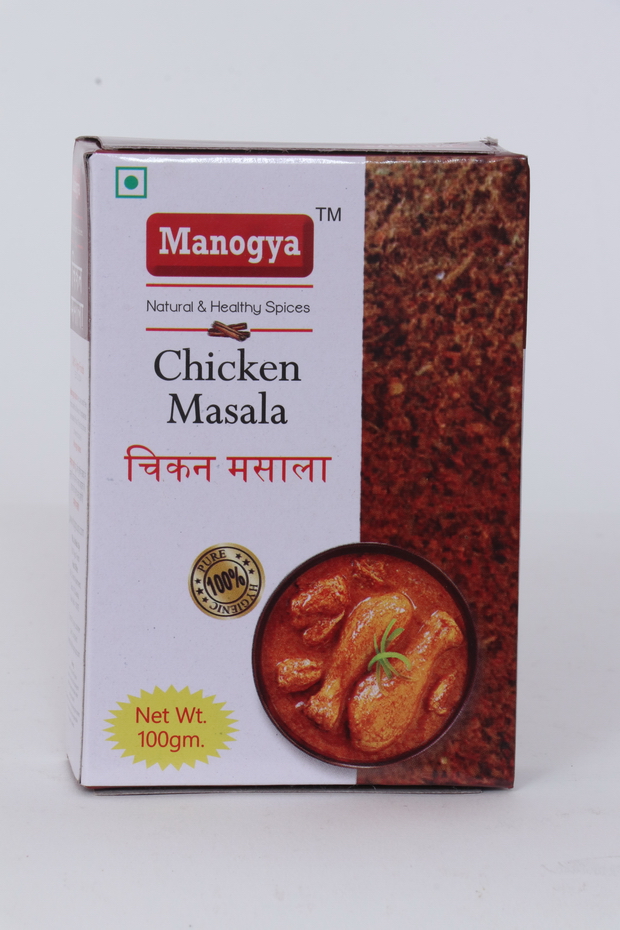 Manogya
TM
Natural & Healthy Spices
Chicken
Masala
चिकन मसाला
PURE
100%
HYGIENIC
Net Wt.
100gm.